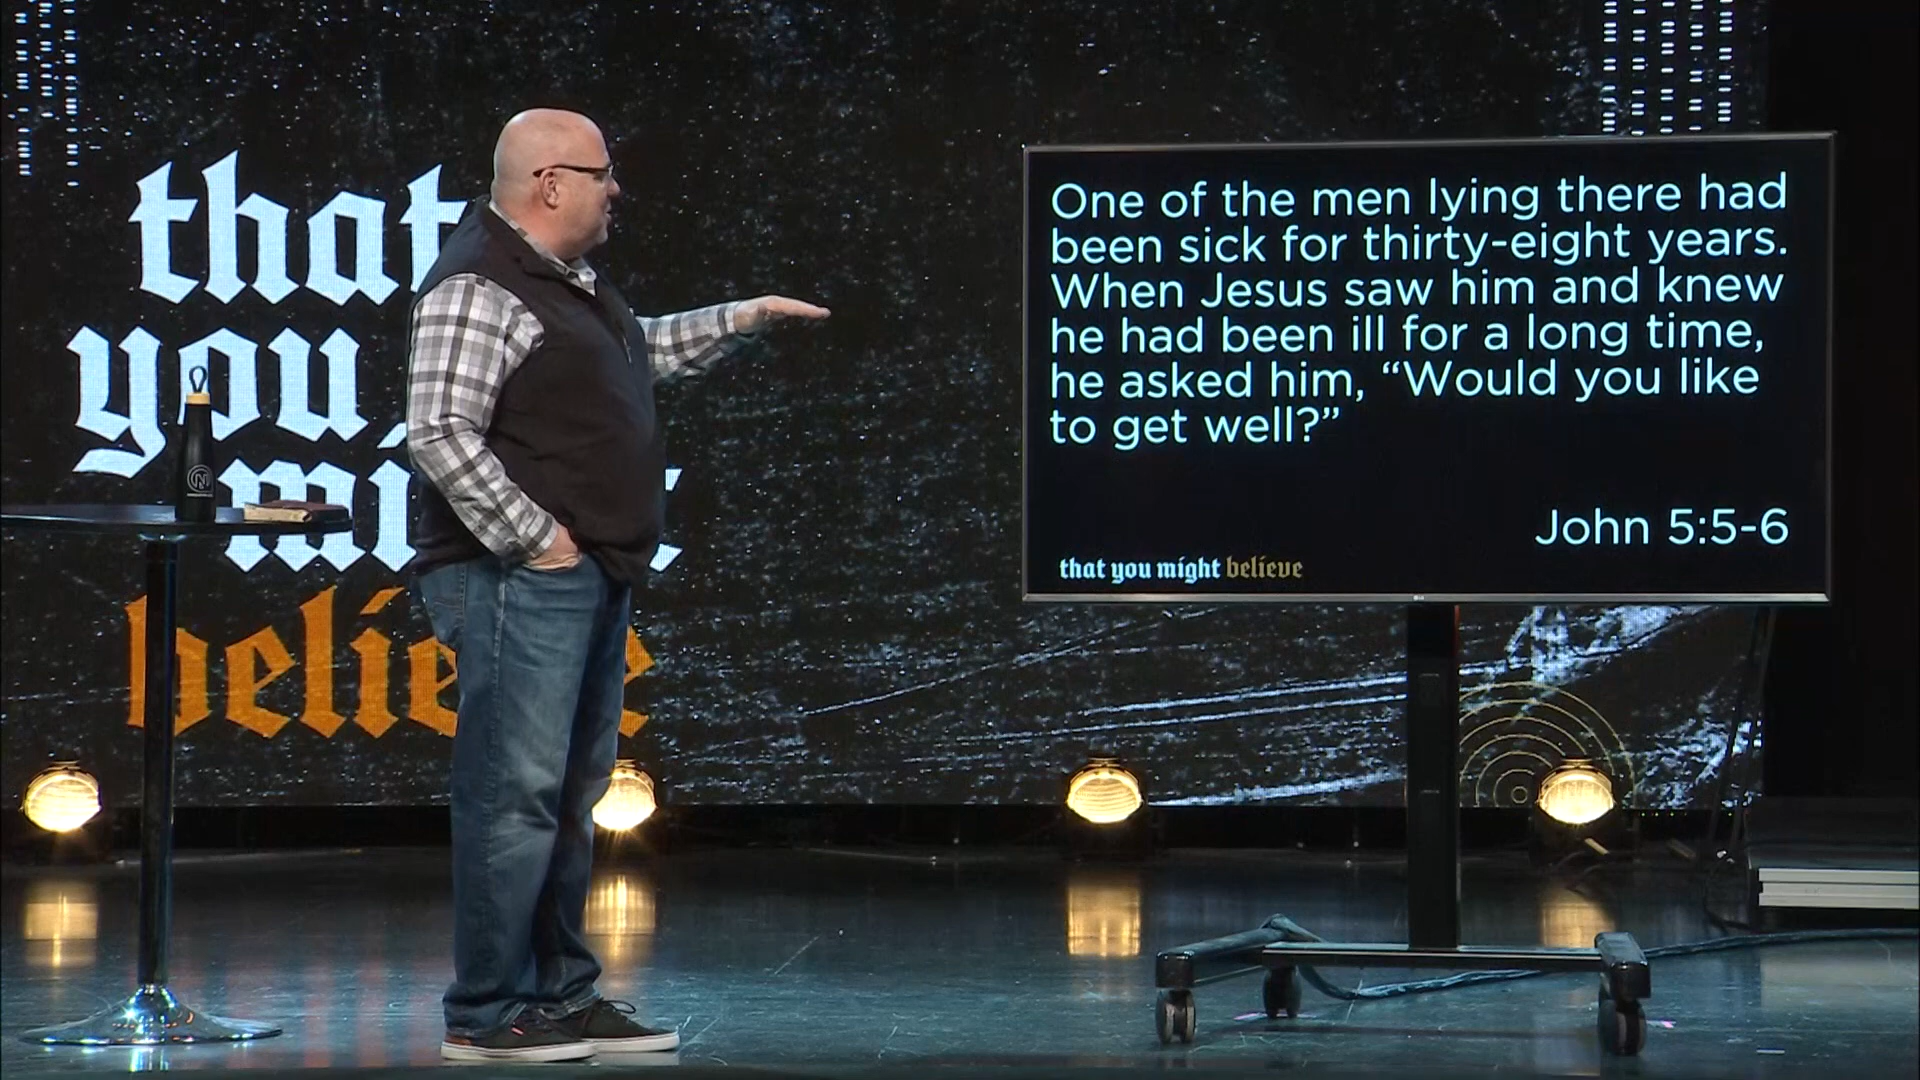 that
you
mi
belie e
One of the men lying there had
been sick for thirty-eight years.
When Jesus saw him and knew
he had been ill for a long time,
he asked him, “Would you like
to get well?”
John 5:5-6
that you might believe